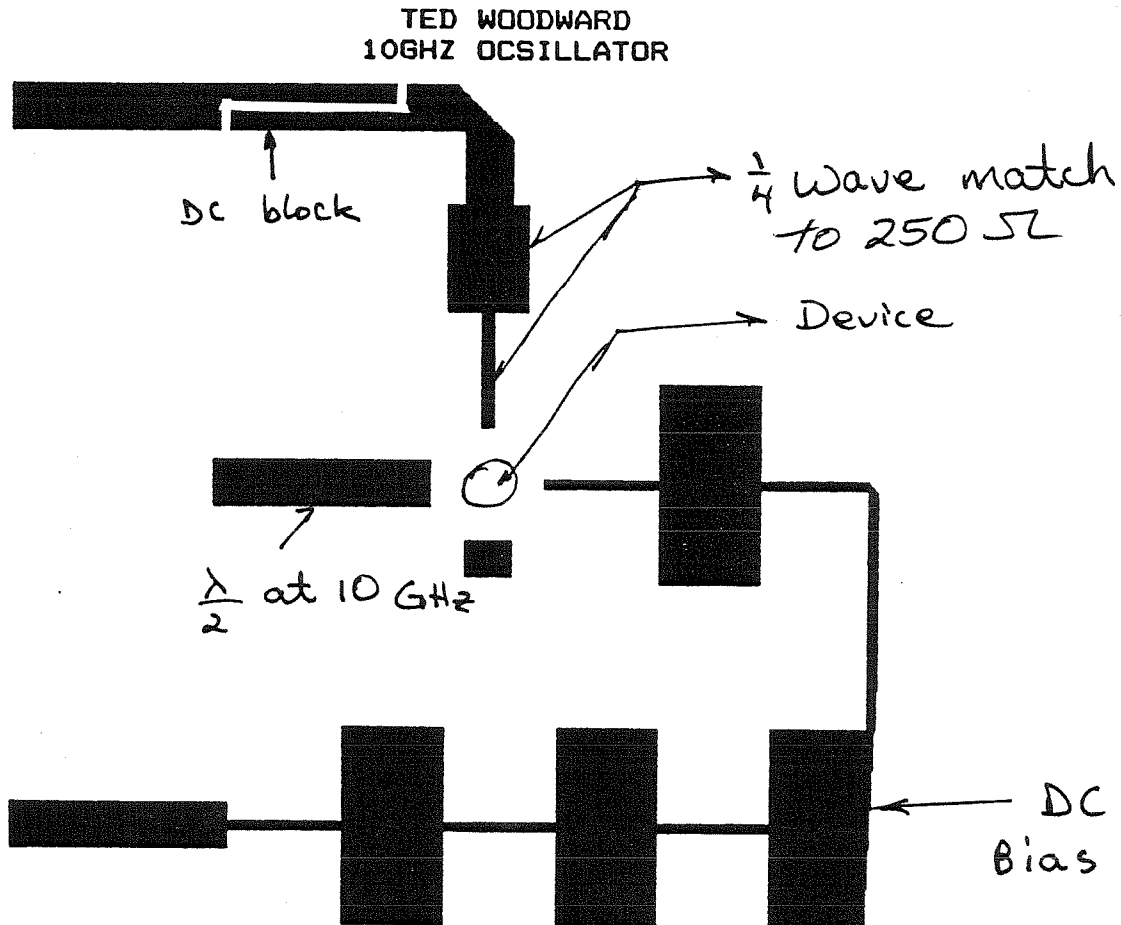 TED WOODWARD
10GHZ OCSILLATOR
DC block
1/4 wave match
to 250 Ω
Device
λ/2 at 10 GHz
DC
Bias